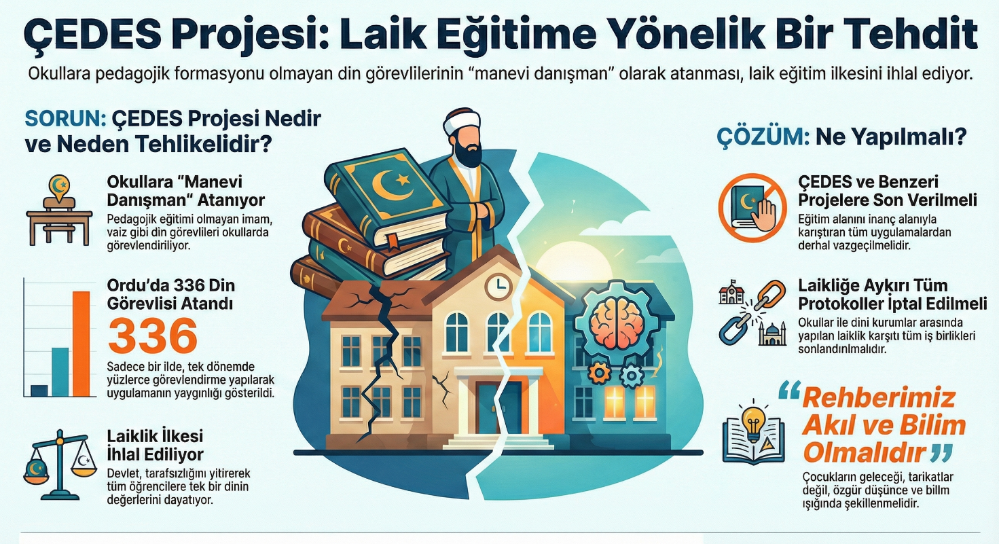 ÇEDES Projesi: Laik Eğitime Yönelik Bir Tehdit
Okullara pedagojik formasyonu olmayan din görevlilerinin “manevi danışman” olarak atanması, laik eğitim ilkesini ihlal ediyor.
SORUN: ÇEDES Projesi Nedir
ve Neden Tehlikelidir?
Okullara "Manevi
Danışman" Atanıyor
Pedagojik eğitimi olmayan imam,
vaiz gibi din görevlileri okullarda
görevlendiriliyor.
Ordu’da 336 Din
Görevlisi Atandı
336
Sadece bir ilde, tek dönemde
yüzlerce görevlendirme yapılarak
uygulamanın yaygınlığı gösterildi.
Laiklik İlkesi
İhlal Ediliyor
Devlet, tarafsızlığını yitirerek
tüm öğrencilere tek bir dinin
değerlerini dayatıyor.
ÇÖZÜM: Ne Yapılmalı?
ÇEDES ve Benzeri
Projelere Son Verilmeli
Eğitim alanını inanç alanıyla
karıştıran tüm uygulamalardan
derhal vazgeçilmelidir.
Laikliğe Aykırı Tüm
Protokoller İptal Edilmeli
Okullar ile dini kurumlar arasında
yapılan laiklik karşıtı tüm iş birlikleri
sonlandınlmalıdır.
“Rehberimiz
Akıl ve Bilim
Olmalıdır”
Çocukların geleceği, tarikatlar
değil, özgür düşünce ve billm
ışığında şekillenmelidir.